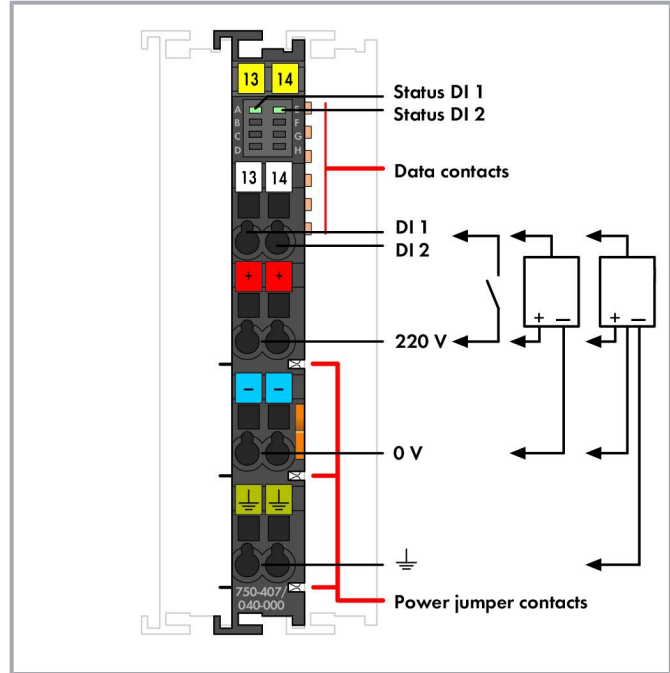 13 14
Status DI 1
A E
Status DI 2
B F
C G
D H
Data contacts
13 14
DI 1
DI 2
+ +
+ – + –
220 V
– –
0 V
Power jumper contacts
750-407/
040-000